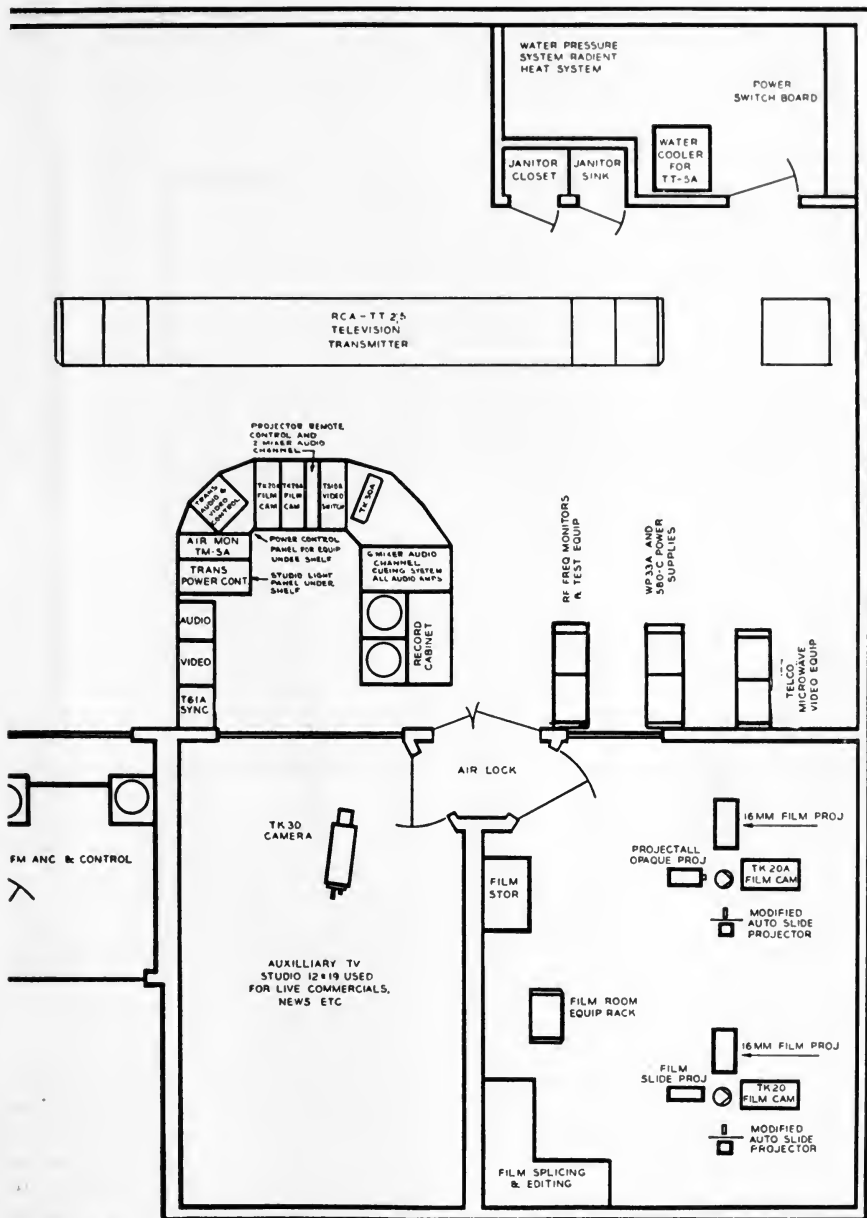 WATER PRESSURE
SYSTEM RADIENT
HEAT SYSTEM
POWER
SWITCH BOARD
WATER
COOLER
FOR
TT-5A
JANITOR
CLOSET
JANITOR
SINK
RCA-TT 2,5
TELEVISION
TRANSMITTER
PROJECTOR REMOTE
CONTROL AND
2 MIXER AUDIO
CHANNEL
TRANS
AUDIO &
VIDEO
CONTROL
FILM
CAM
FILM
CAM
TS10A
VIDEO
SWITCH
TK 30A
AIR MON
TM-5A
TRANS
POWER CONT.
POWER CONTROL
PANEL FOR EQUIP
UNDER SHELF
STUDIO LIGHT
PANEL UNDER
SHELF
6 MIXER AUDIO
CHANNEL
CUEING SYSTEM
ALL AUDIO AMPS
RECORD
CABINET
AUDIO
VIDEO
T61A
SYNC
RF FREQ MONITORS
& TEST EQUIP
WP33A AND
580-C POWER
SUPPLIES
TELCO
MICROWAVE
VIDEO EQUIP
AIR LOCK
FM ANC & CONTROL
TK30
CAMERA
AUXILLIARY TV
STUDIO 12×19 USED
FOR LIVE COMMERCIALS,
NEWS ETC
FILM
STOR
16MM FILM PROJ
PROJECTALL
OPAQUE PROJ
TK20A
FILM CAM
MODIFIED
AUTO SLIDE
PROJECTOR
FILM ROOM
EQUIP RACK
16MM FILM PROJ
FILM
SLIDE PROJ
TK20
FILM CAM
MODIFIED
AUTO SLIDE
PROJECTOR
FILM SPLICING
& EDITING